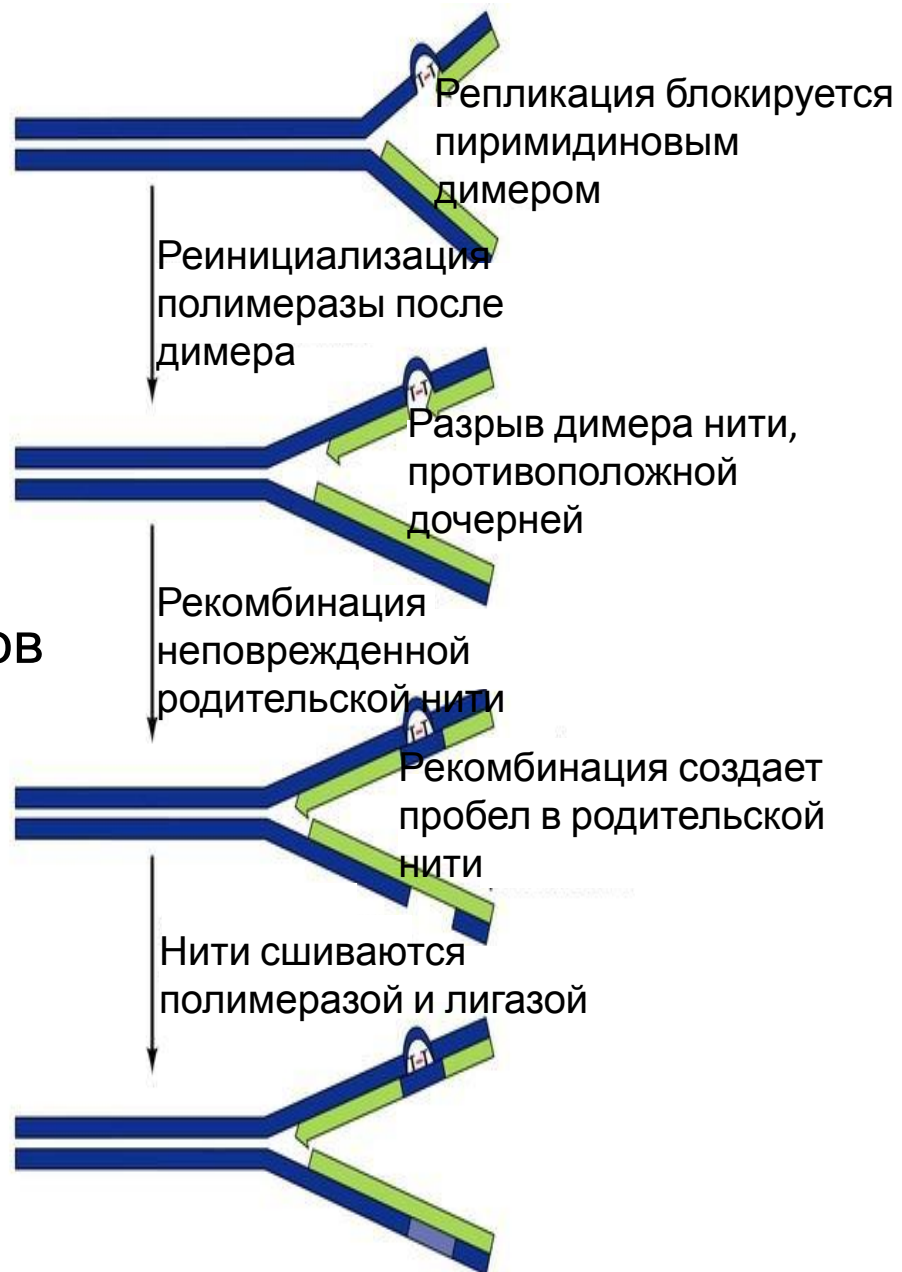 T-T
Репликация блокируется
пиримидиновым
димером
Реинициализация
полимеразы после
димера
T-T
Разрыв димера нити,
противоположной
дочерней
Рекомбинация
неповрежденной
родительской нити
ов
T-T
Рекомбинация создает
пробел в родительской
нити
Нити сшиваются
полимеразой и лигазой
T-T